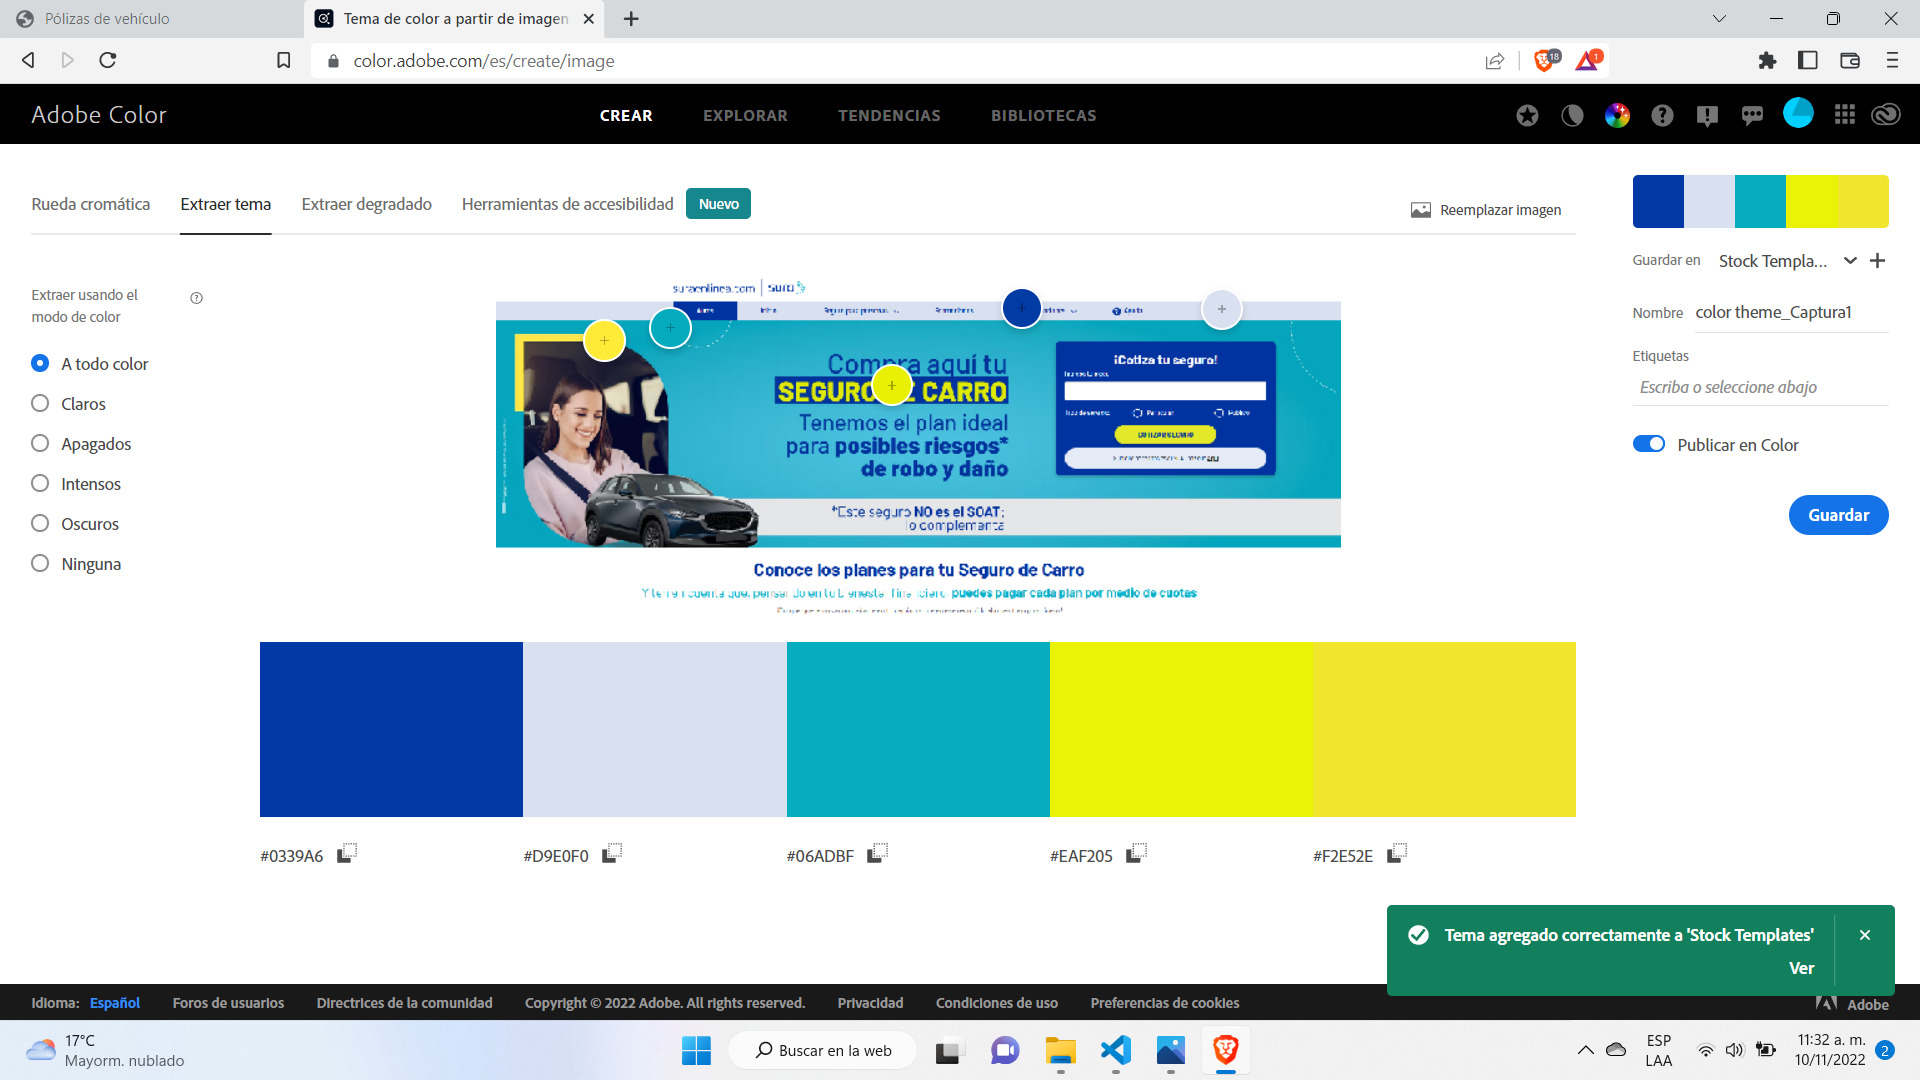 Pólizas de vehículo
Tema de color a partir de imagen
color.adobe.com/es/create/image
18
1
Adobe Color
CREAR
EXPLORAR
TENDENCIAS
BIBLIOTECAS
Rueda cromática
Extraer tema
Extraer degradado
Herramientas de accesibilidad
Nuevo
Reemplazar imagen
Extraer usando el
modo de color
A todo color
Claros
Apagados
Intensos
Oscuros
Ninguna
suraenlinea.com
sura
Compra aquí tu
SEGURO CARRO
Tenemos el plan ideal
para posibles riesgos*
de robo y daño
¡Cotiza tu seguro!
*Este seguro NO es el SOAT;
lo complementa
Conoce los planes para tu Seguro de Carro
puedes pagar cada plan por medio de cuotas
Guardar en
Stock Templa...
Nombre
color theme_Captura1
Etiquetas
Escriba o seleccione abajo
Publicar en Color
Guardar
#0339A6
#D9E0F0
#06ADBF
#EAF205
#F2E52E
Tema agregado correctamente a 'Stock Templates'
Ver
Idioma:
Español
Foros de usuarios
Directrices de la comunidad
Copyright © 2022 Adobe. All rights reserved.
Privacidad
Condiciones de uso
Preferencias de cookies
Adobe
17°C
Mayorm. nublado
Buscar en la web
ESP
LAA
11:32 a. m.
10/11/2022
2